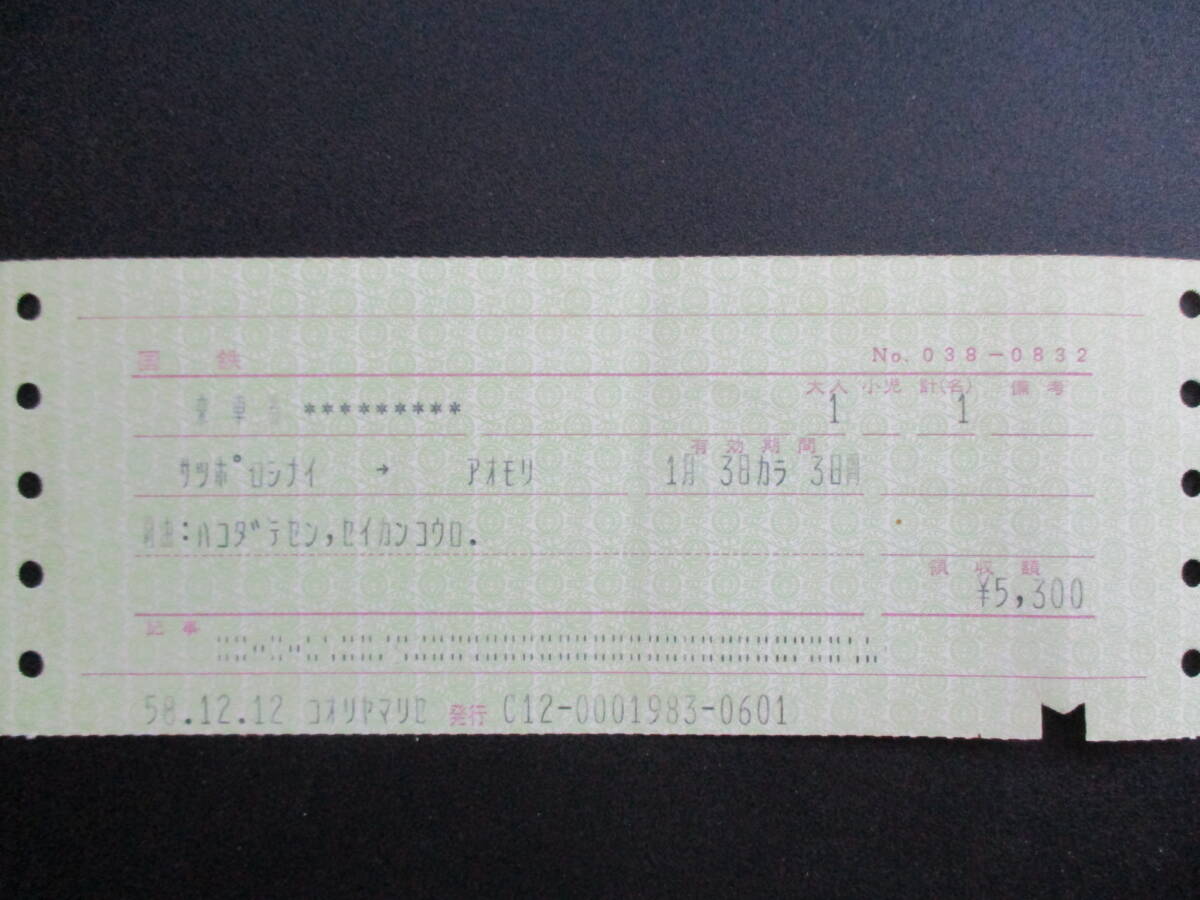 国鉄 No.038-0832
大人 小児 計(名) 備考
乗車券 ********* 1 1
有効期間
サツポロシナイ → アオモリ 1月 3日カラ 3日間
経由:ハコダテセン,セイカンコウロ.
領収額
¥5,300
記事
58.12.12 コオリヤマリセ 発行 C12-0001983-0601